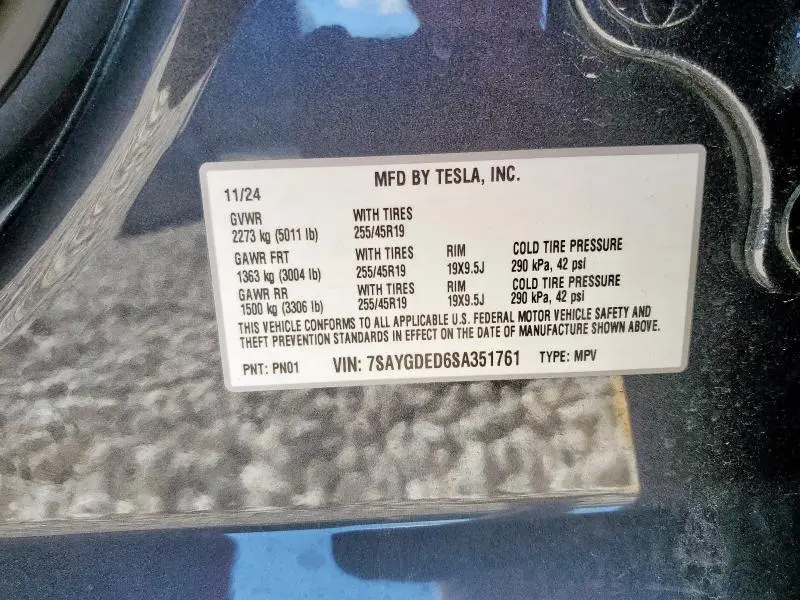 MFD BY TESLA, INC.
11/24
GVWR WITH TIRES
2273 kg (5011 lb) 255/45R19
GAWR FRT WITH TIRES RIM COLD TIRE PRESSURE
1363 kg (3004 lb) 255/45R19 19X9.5J 290 kPa, 42 psi
GAWR RR WITH TIRES RIM COLD TIRE PRESSURE
1500 kg (3306 lb) 255/45R19 19X9.5J 290 kPa, 42 psi
THIS VEHICLE CONFORMS TO ALL APPLICABLE U.S. FEDERAL MOTOR VEHICLE SAFETY AND
THEFT PREVENTION STANDARDS IN EFFECT ON THE DATE OF MANUFACTURE SHOWN ABOVE.
PNT: PN01 VIN: 7SAYGDED6SA351761 TYPE: MPV